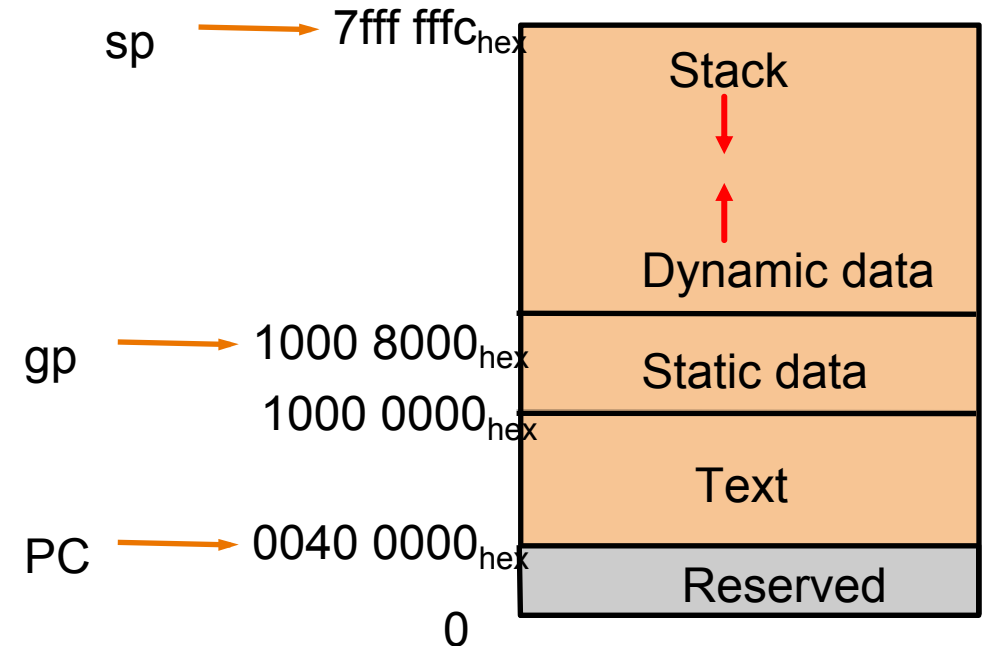 sp 7fff fffchex
Stack
Dynamic data
gp 1000 8000hex
Static data
1000 0000hex
Text
PC 0040 0000hex
Reserved
0